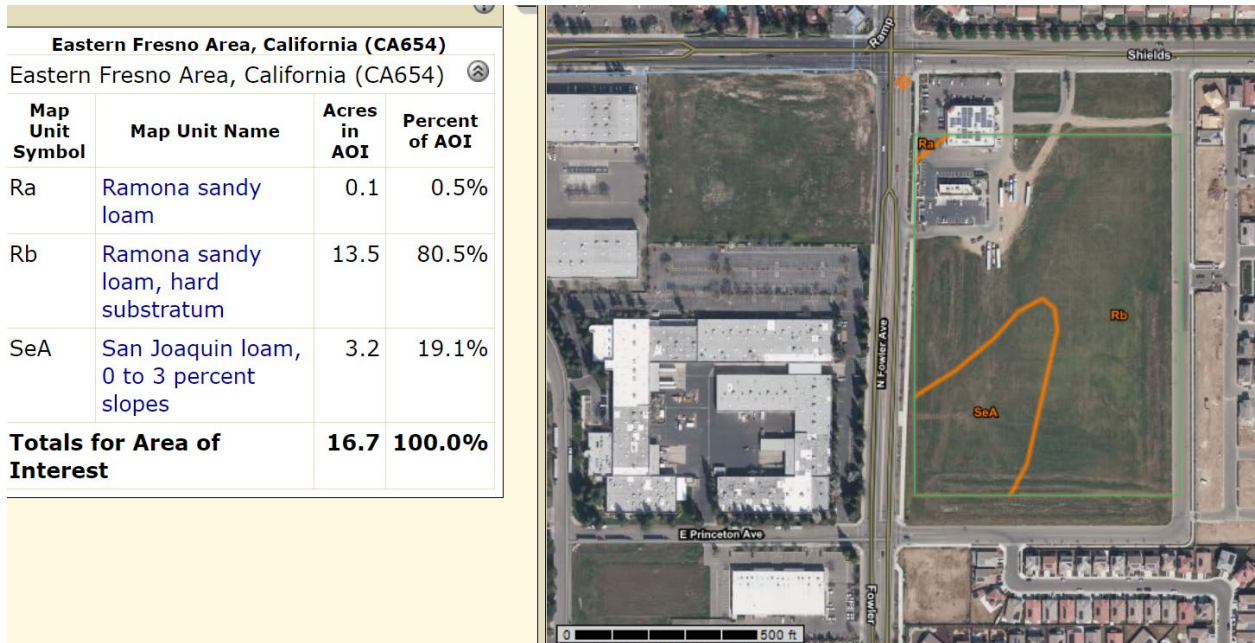 Eastern Fresno Area, California (CA654)
Eastern Fresno Area, California (CA654)
Map
Unit
Symbol
Map Unit Name
Acres
in
AOI
Percent
of AOI
Ra
Ramona sandy
loam
0.1
0.5%
Rb
Ramona sandy
loam, hard
substratum
13.5
80.5%
SeA
San Joaquin loam,
0 to 3 percent
slopes
3.2
19.1%
Totals for Area of
Interest
16.7
100.0%
Ramp
Shields
Ra
Rb
N Fowler Ave
SeA
E Princeton Ave
Fowler
0
500 ft